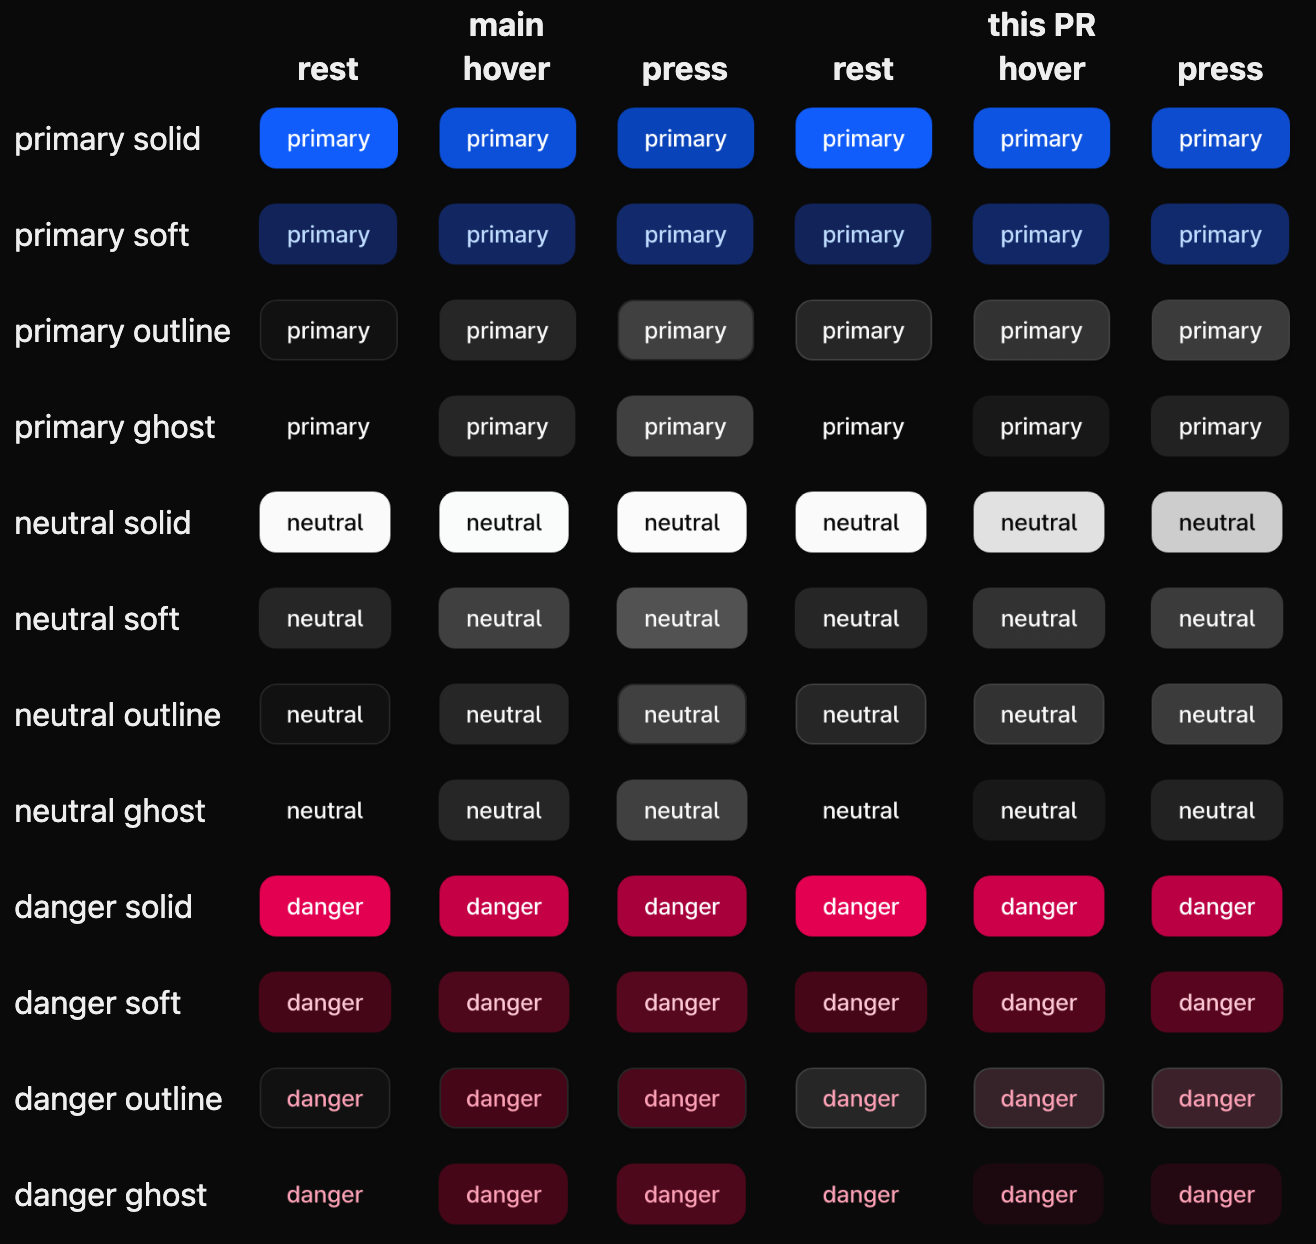 main this PR
rest hover press rest hover press
primary solid primary primary primary primary primary primary
primary soft primary primary primary primary primary primary
primary outline primary primary primary primary primary primary
primary ghost primary primary primary primary primary primary
neutral solid neutral neutral neutral neutral neutral neutral
neutral soft neutral neutral neutral neutral neutral neutral
neutral outline neutral neutral neutral neutral neutral neutral
neutral ghost neutral neutral neutral neutral neutral neutral
danger solid danger danger danger danger danger danger
danger soft danger danger danger danger danger danger
danger outline danger danger danger danger danger danger
danger ghost danger danger danger danger danger danger